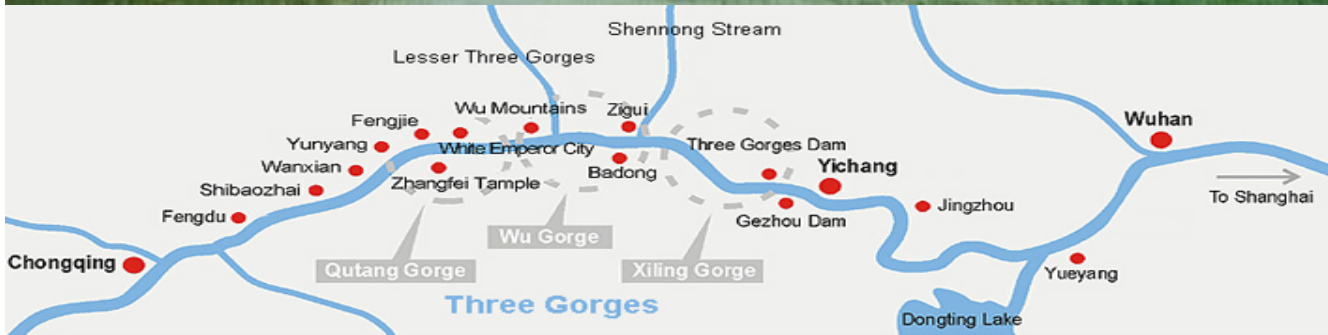 Shennong Stream
Lesser Three Gorges
Wu Mountains
Zigui
Fengjie
Wuhan
Yunyang
White Emperor City
Three Gorges Dam
Wanxian
Badong
Yichang
Zhangfei Tample
Shibaozhai
To Shanghai
Jingzhou
Fengdu
Gezhou Dam
Wu Gorge
Chongqing
Qutang Gorge
Xiling Gorge
Yueyang
Three Gorges
Dongting Lake